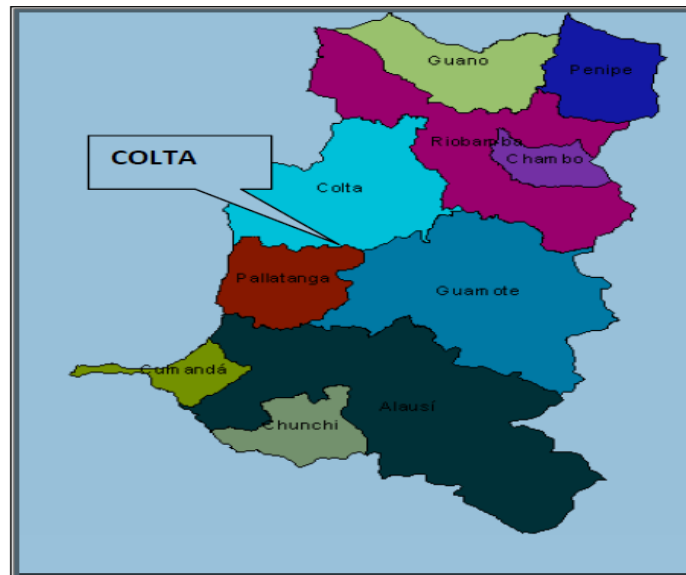 Guano
Penipe
Riobamba
COLTA
Chambo
Colta
Pallatanga
Guamote
Cumandá
Alausí
Chunchi